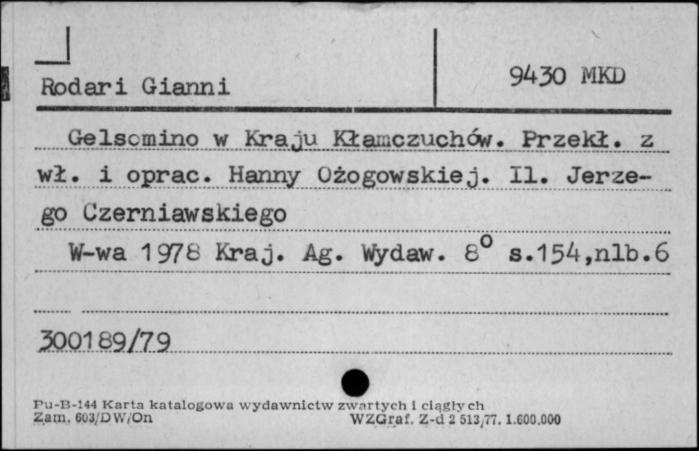 Rodari Gianni 9430 MKD
Gelsomino w Kraju Kłamczuchów. Przekł. z
wł. i oprac. Hanny Ożogowskiej. Il. Jerze-
go Czerniawskiego
W-wa 1978 Kraj. Ag. Wydaw. 8° s.154,nlb.6
300189/79
Pu-B-144 Karta katalogowa wydawnictw zwartych i ciągłych
Zam. 603/DW/On WZGraf. Z-d 2 513/77. 1.600.000